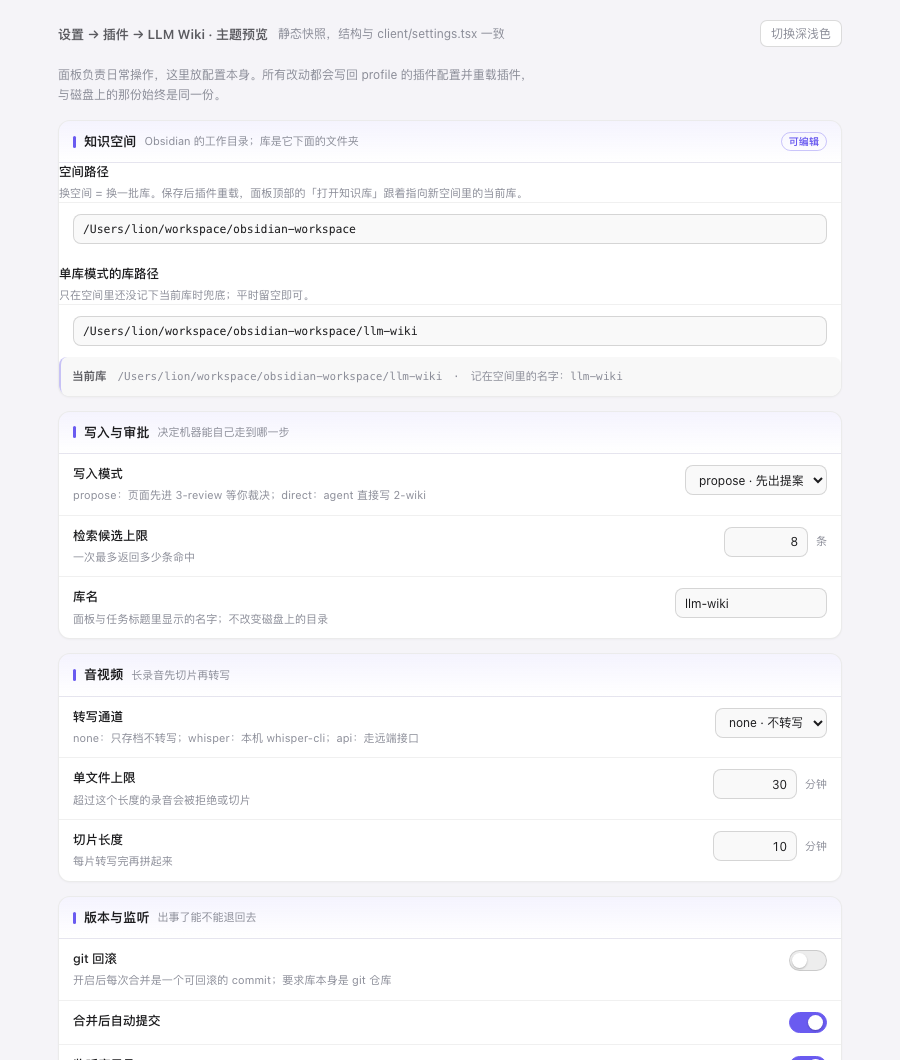 设置 → 插件 → LLM Wiki · 主题预览 静态快照，结构与 client/settings.tsx 一致
切换深浅色
面板负责日常操作，这里放配置本身。所有改动都会写回 profile 的插件配置并重载插件，
与磁盘上的那份始终是同一份。
知识空间 Obsidian 的工作目录；库是它下面的文件夹
可编辑
空间路径
换空间 = 换一批库。保存后插件重载，面板顶部的「打开知识库」跟着指向新空间里的当前库。
/Users/lion/workspace/obsidian-workspace
单库模式的库路径
只在空间里还没记下当前库时兜底；平时留空即可。
/Users/lion/workspace/obsidian-workspace/llm-wiki
当前库 /Users/lion/workspace/obsidian-workspace/llm-wiki · 记在空间里的名字：llm-wiki
写入与审批 决定机器能自己走到哪一步
写入模式
propose · 先出提案
propose：页面先进 3-review 等你裁决；direct：agent 直接写 2-wiki
检索候选上限
8 条
一次最多返回多少条命中
库名
llm-wiki
面板与任务标题里显示的名字；不改变磁盘上的目录
音视频 长录音先切片再转写
转写通道
none · 不转写
none：只存档不转写；whisper：本机 whisper-cli；api：走远端接口
单文件上限
30 分钟
超过这个长度的录音会被拒绝或切片
切片长度
10 分钟
每片转写完再拼起来
版本与监听 出事了能不能退回去
git 回滚
开启后每次合并是一个可回滚的 commit；要求库本身是 git 仓库
合并后自动提交